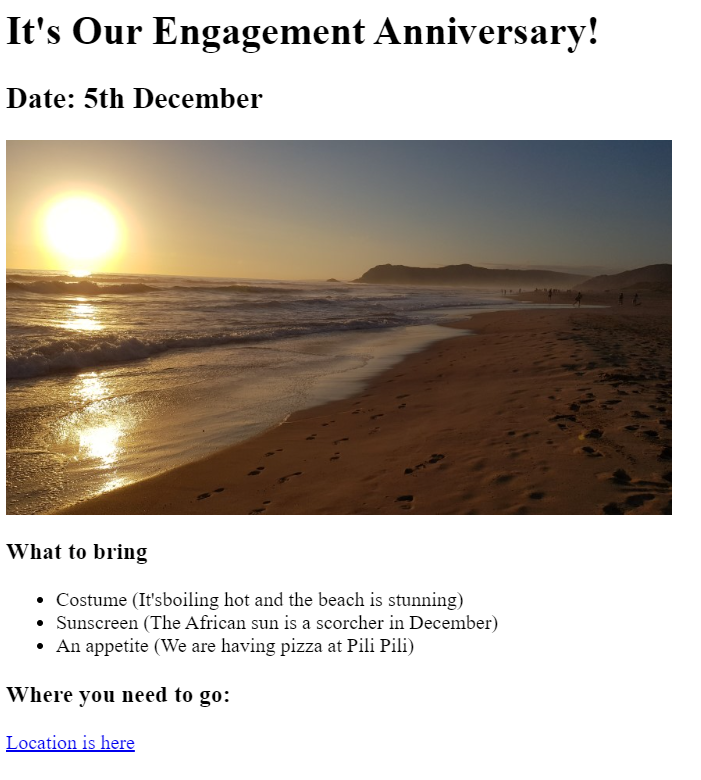 It's Our Engagement Anniversary!
Date: 5th December
What to bring
• Costume (It'sboiling hot and the beach is stunning)
• Sunscreen (The African sun is a scorcher in December)
• An appetite (We are having pizza at Pili Pili)
Where you need to go:
Location is here